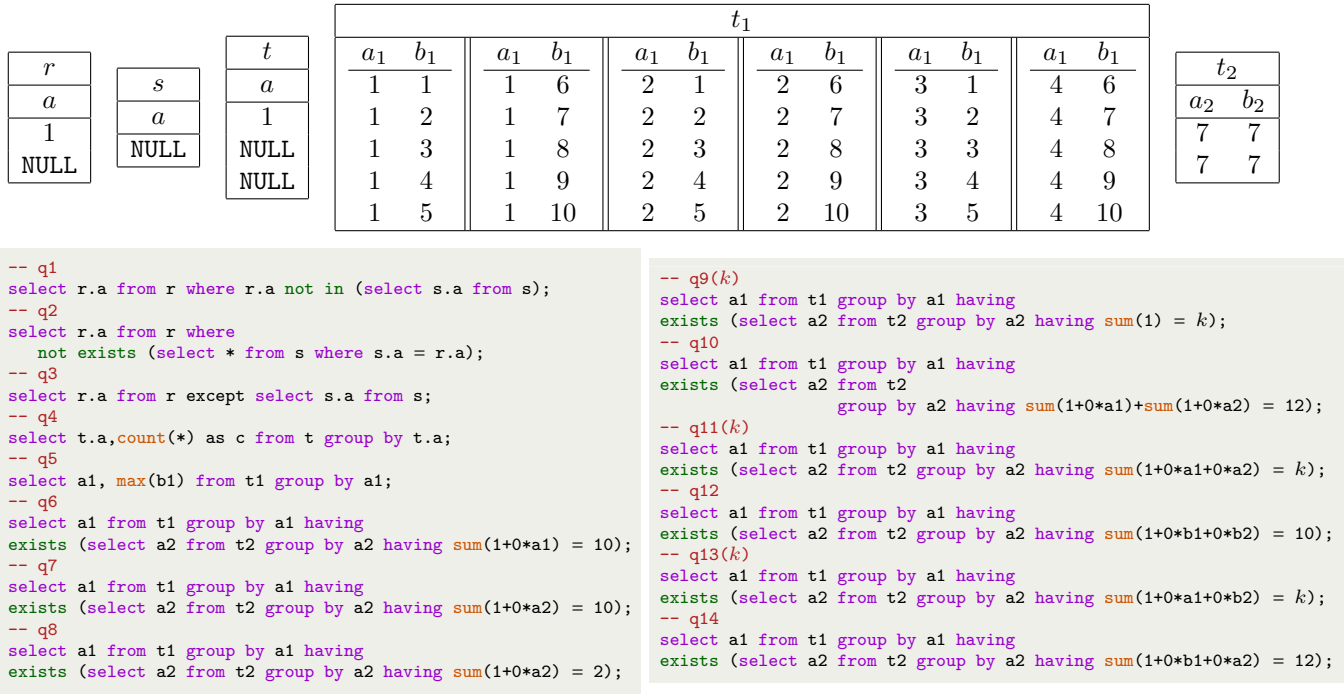 r
a
1
NULL
s
a
NULL
t
a
1
NULL
NULL
t1
a1 b1 a1 b1 a1 b1 a1 b1 a1 b1 a1 b1
1 1 1 6 2 1 2 6 3 1 4 6
1 2 1 7 2 2 2 7 3 2 4 7
1 3 1 8 2 3 2 8 3 3 4 8
1 4 1 9 2 4 2 9 3 4 4 9
1 5 1 10 2 5 2 10 3 5 4 10
t2
a2 b2
7 7
7 7
-- q1
select r.a from r where r.a not in (select s.a from s);
-- q2
select r.a from r where
not exists (select * from s where s.a = r.a);
-- q3
select r.a from r except select s.a from s;
-- q4
select t.a,count(*) as c from t group by t.a;
-- q5
select a1, max(b1) from t1 group by a1;
-- q6
select a1 from t1 group by a1 having
exists (select a2 from t2 group by a2 having sum(1+0*a1) = 10);
-- q7
select a1 from t1 group by a1 having
exists (select a2 from t2 group by a2 having sum(1+0*a2) = 10);
-- q8
select a1 from t1 group by a1 having
exists (select a2 from t2 group by a2 having sum(1+0*a2) = 2);
-- q9(k)
select a1 from t1 group by a1 having
exists (select a2 from t2 group by a2 having sum(1) = k);
-- q10
select a1 from t1 group by a1 having
exists (select a2 from t2
group by a2 having sum(1+0*a1)+sum(1+0*a2) = 12);
-- q11(k)
select a1 from t1 group by a1 having
exists (select a2 from t2 group by a2 having sum(1+0*a1+0*a2) = k);
-- q12
select a1 from t1 group by a1 having
exists (select a2 from t2 group by a2 having sum(1+0*b1+0*b2) = 10);
-- q13(k)
select a1 from t1 group by a1 having
exists (select a2 from t2 group by a2 having sum(1+0*a1+0*b2) = k);
-- q14
select a1 from t1 group by a1 having
exists (select a2 from t2 group by a2 having sum(1+0*b1+0*a2) = 12);